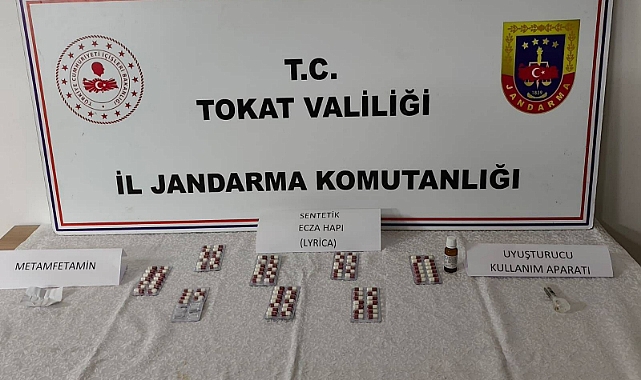 T.C.
TOKAT VALİLİĞİ
İL JANDARMA KOMUTANLIĞI
JANDARMA
SENTETİK
ECZA HAPI
(LYRICA)
METAMFETAMİN
UYUŞTURUCU
KULLANIM APARATI